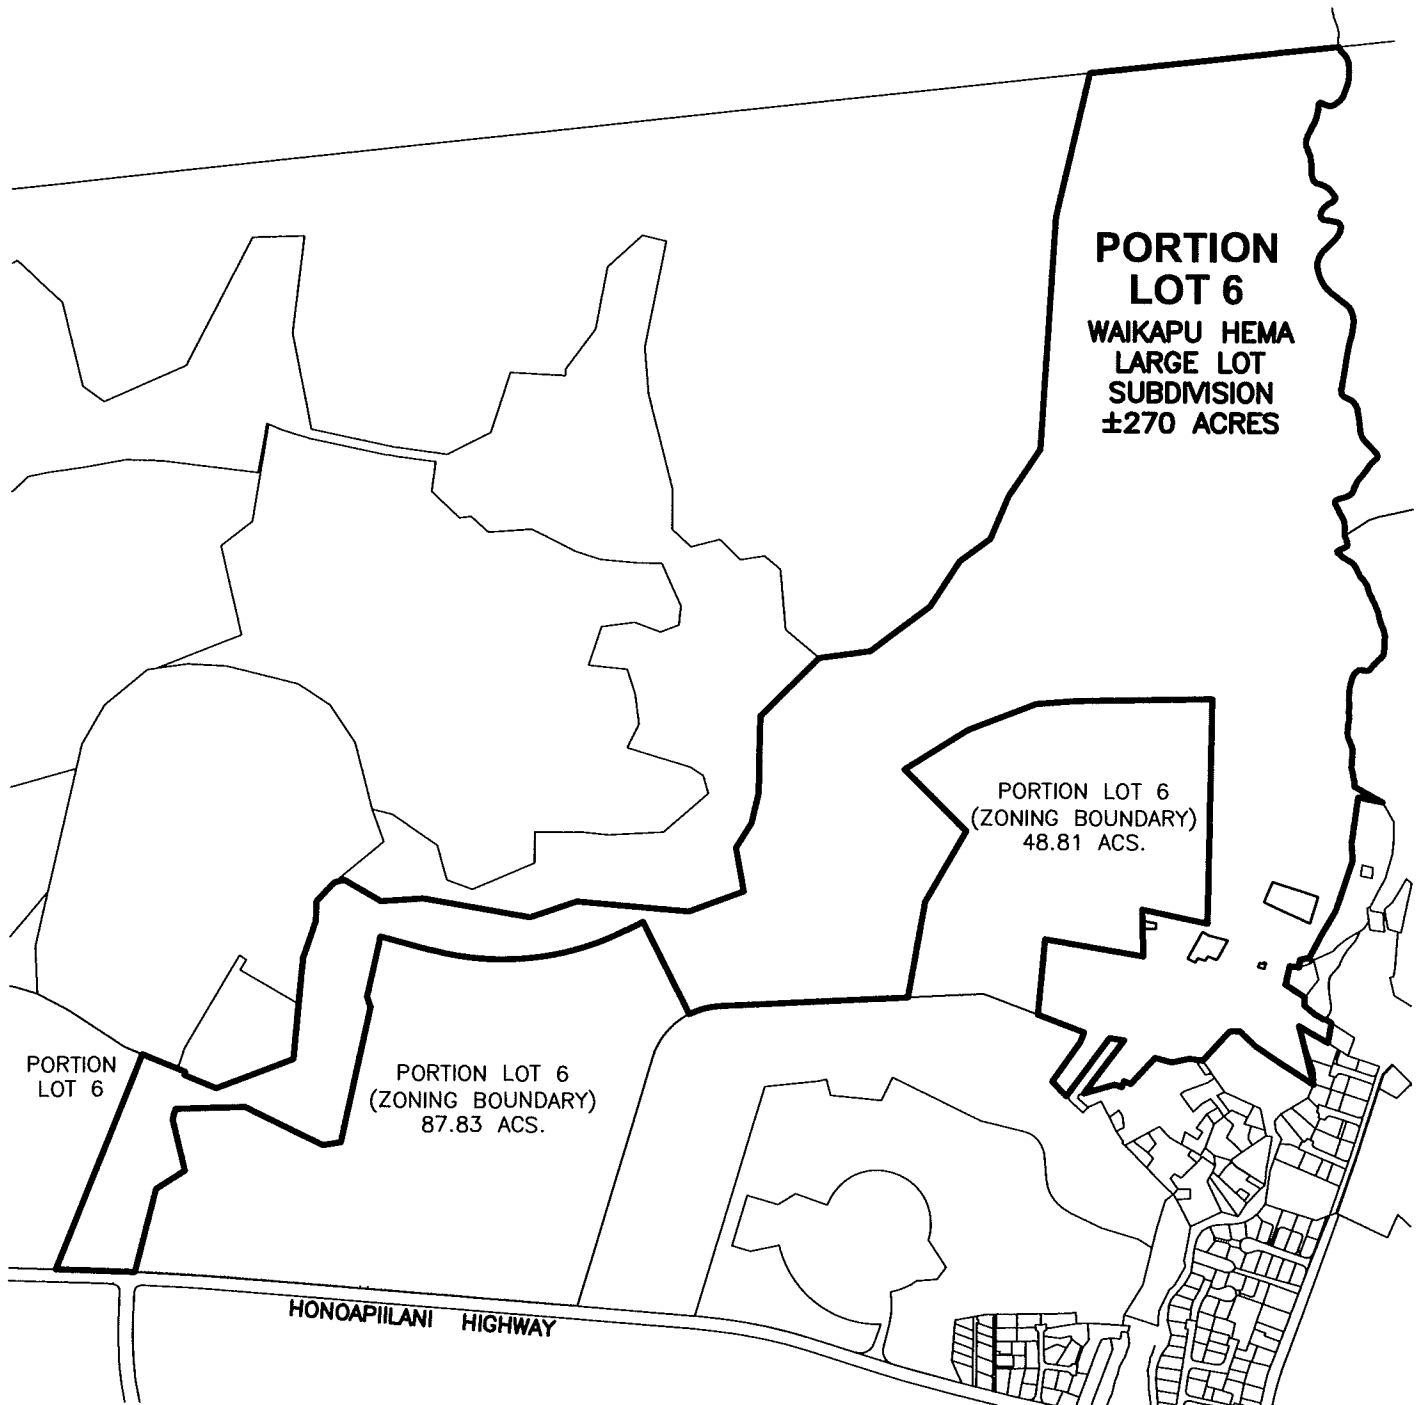 PORTION
LOT 6
WAIKAPU HEMA
LARGE LOT
SUBDIVISION
±270 ACRES
PORTION LOT 6
(ZONING BOUNDARY)
48.81 ACS.
PORTION
LOT 6
PORTION LOT 6
(ZONING BOUNDARY)
87.83 ACS.
HONOAPIILANI HIGHWAY